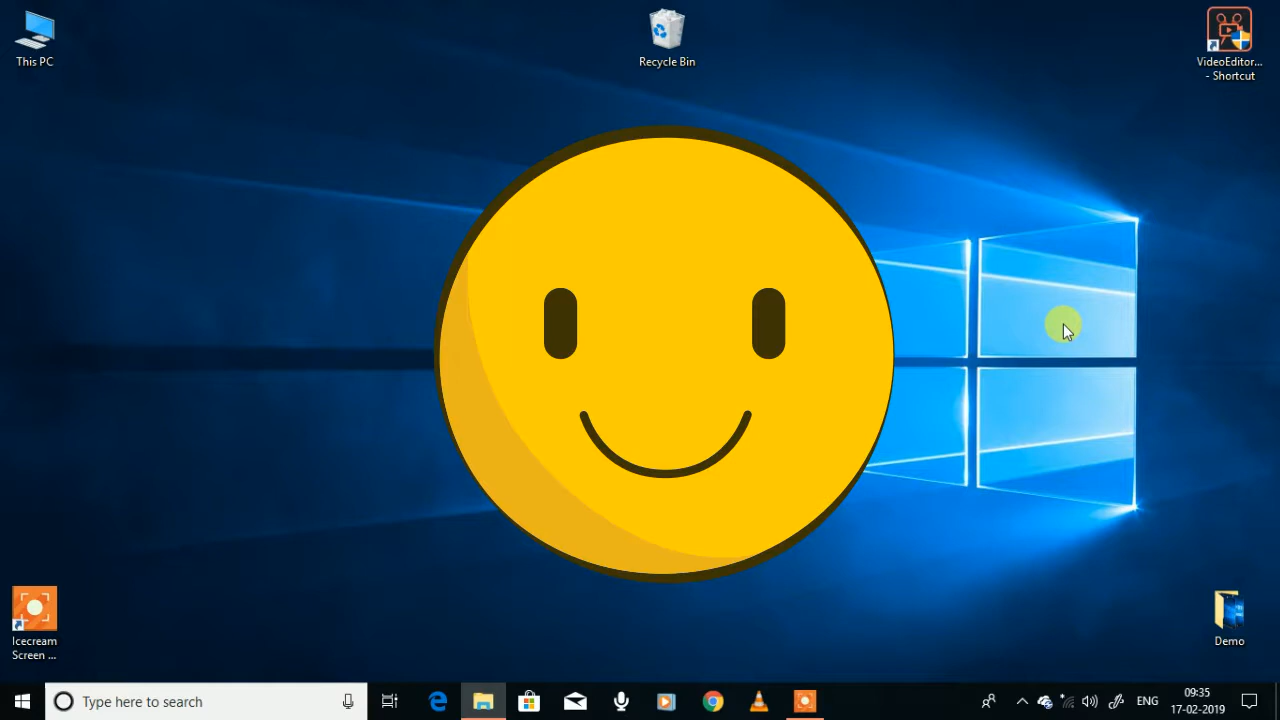 This PC
Recycle Bin
VideoEditor...
- Shortcut
Icecream
Screen ...
Demo
Type here to search
ENG
09:35
17-02-2019